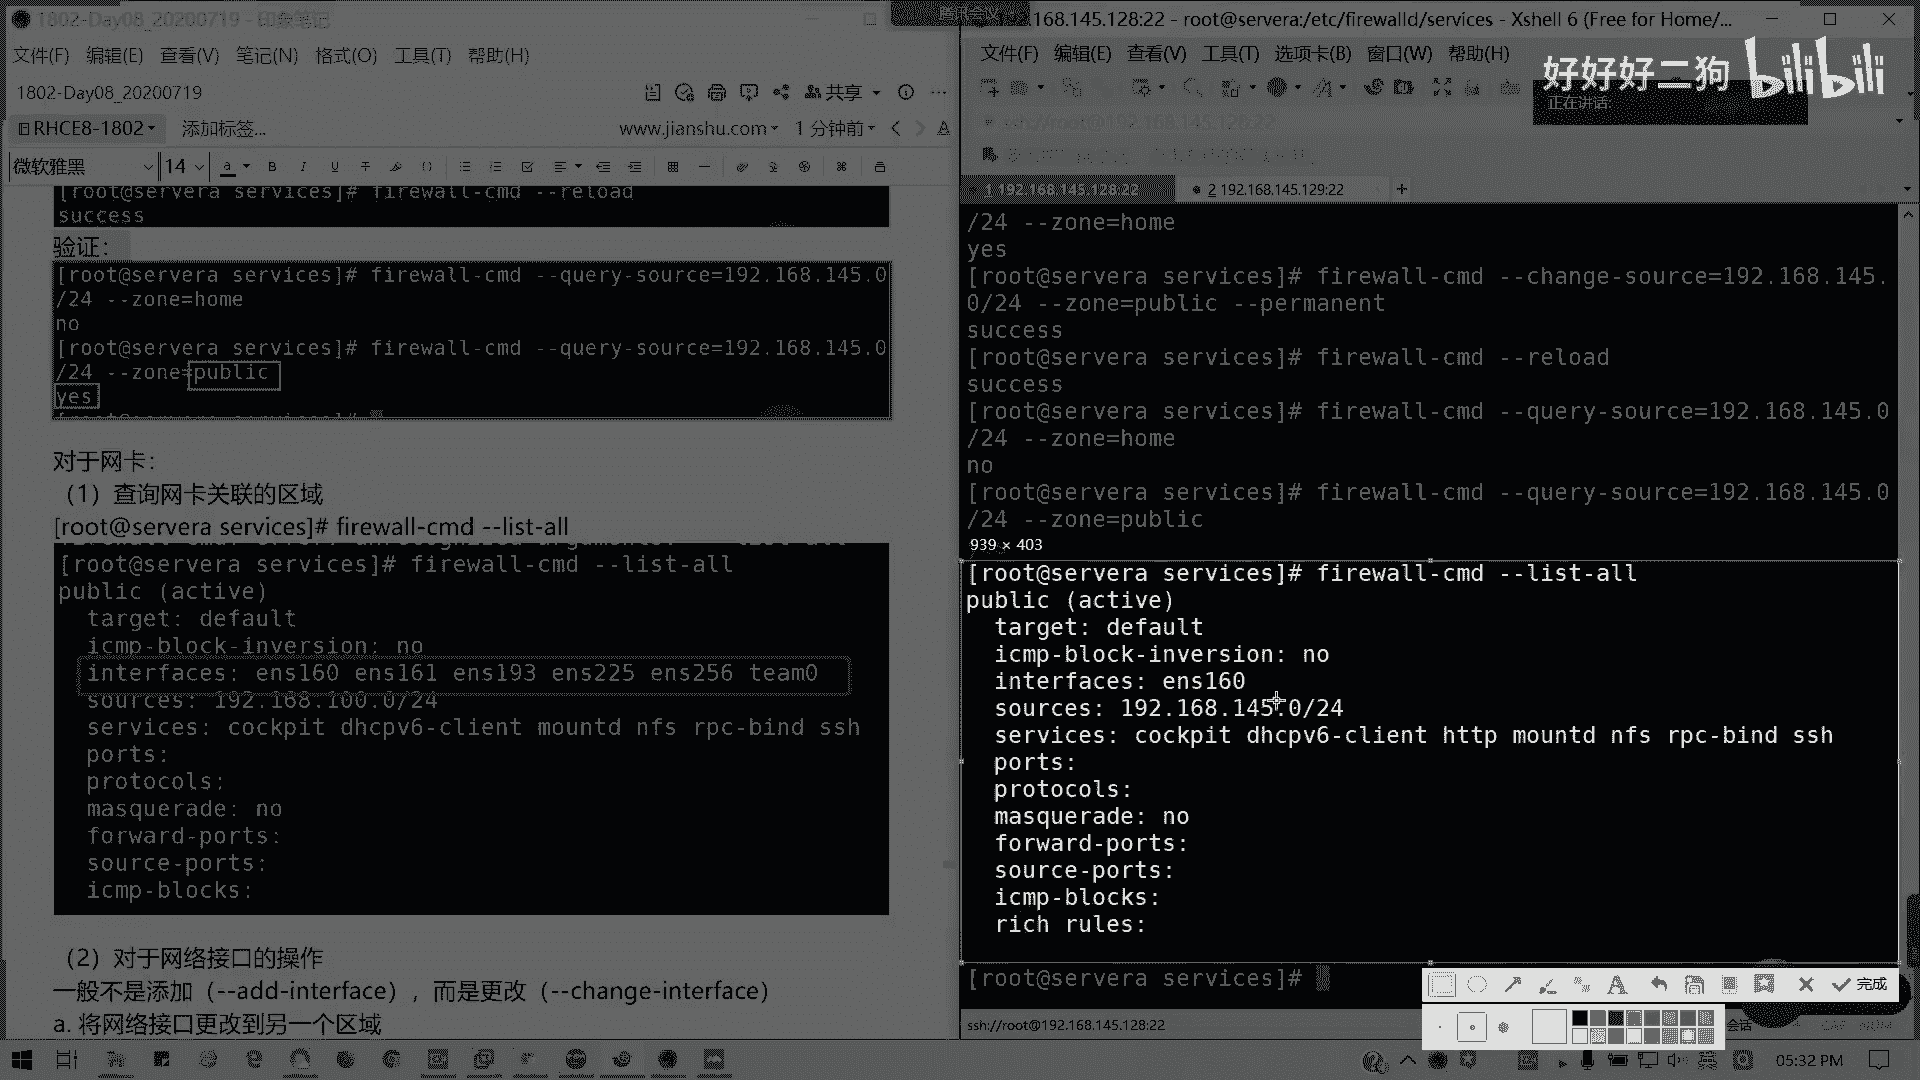 1802-Day08_20200719 - 印象笔记
文件(F) 编辑(E) 查看(V) 笔记(N) 格式(O) 工具(T) 帮助(H)
1802-Day08_20200719
共享
RHCE8-1802 添加标签... www.jianshu.com 1 分钟前
微软雅黑 14
[root@servera services]# firewall-cmd --reload
success
验证:
[root@servera services]# firewall-cmd --query-source=192.168.145.0
/24 --zone=home
no
[root@servera services]# firewall-cmd --query-source=192.168.145.0
/24 --zone=public
yes
对于网卡:
（1）查询网卡关联的区域
[root@servera services]# firewall-cmd --list-all
[root@servera services]# firewall-cmd --list-all
public (active)
target: default
icmp-block-inversion: no
interfaces: ens160 ens161 ens193 ens225 ens256 team0
sources: 192.168.100.0/24
services: cockpit dhcpv6-client mountd nfs rpc-bind ssh
ports:
protocols:
masquerade: no
forward-ports:
source-ports:
icmp-blocks:
（2）对于网络接口的操作
一般不是添加（--add-interface）, 而是更改（--change-interface）
a. 将网络接口更改到另一个区域
.168.145.128:22 - root@servera:/etc/firewalld/services - Xshell 6 (Free for Home/...
文件(F) 编辑(E) 查看(V) 工具(T) 选项卡(B) 窗口(W) 帮助(H)
好好好二狗 bilibili
正在讲话:
ssh://root@192.168.145.128:22
1 192.168.145.128:22 2 192.168.145.129:22
/24 --zone=home
yes
[root@servera services]# firewall-cmd --change-source=192.168.145.
0/24 --zone=public --permanent
success
[root@servera services]# firewall-cmd --reload
success
[root@servera services]# firewall-cmd --query-source=192.168.145.0
/24 --zone=home
no
[root@servera services]# firewall-cmd --query-source=192.168.145.0
/24 --zone=public
939 × 403
[root@servera services]# firewall-cmd --list-all
public (active)
target: default
icmp-block-inversion: no
interfaces: ens160
sources: 192.168.145.0/24
services: cockpit dhcpv6-client http mountd nfs rpc-bind ssh
ports:
protocols:
masquerade: no
forward-ports:
source-ports:
icmp-blocks:
rich rules:
[root@servera services]#
完成
ssh://root@192.168.145.128:22
会话
英
05:32 PM